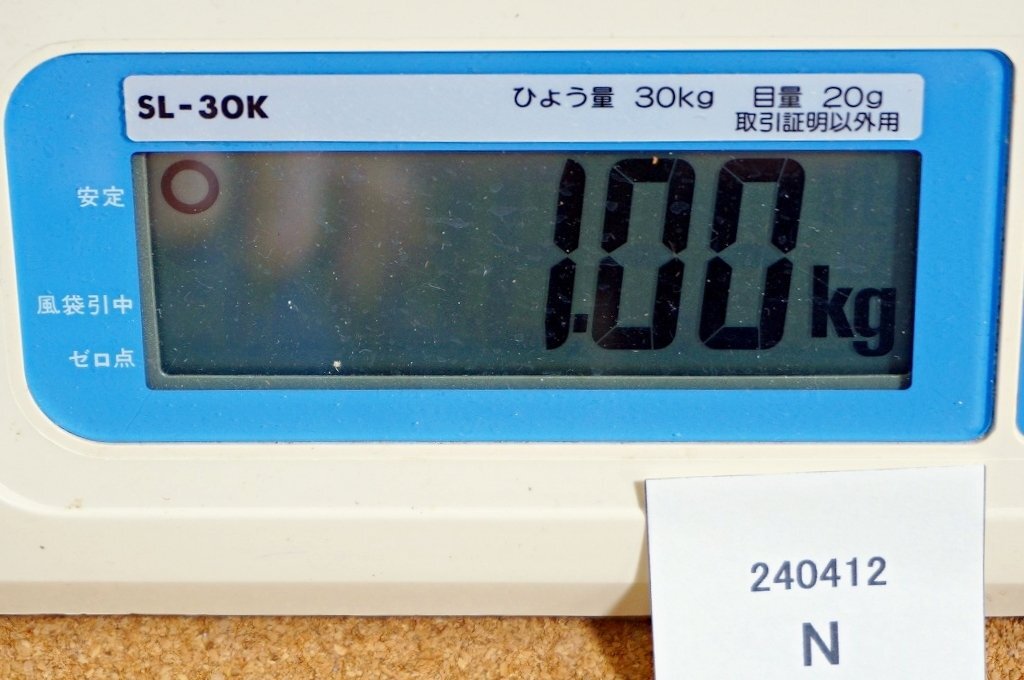 SL-30K
ひょう量 30kg 目量 20g
取引証明以外用
安定
風袋引中
ゼロ点
1.00kg
240412
N